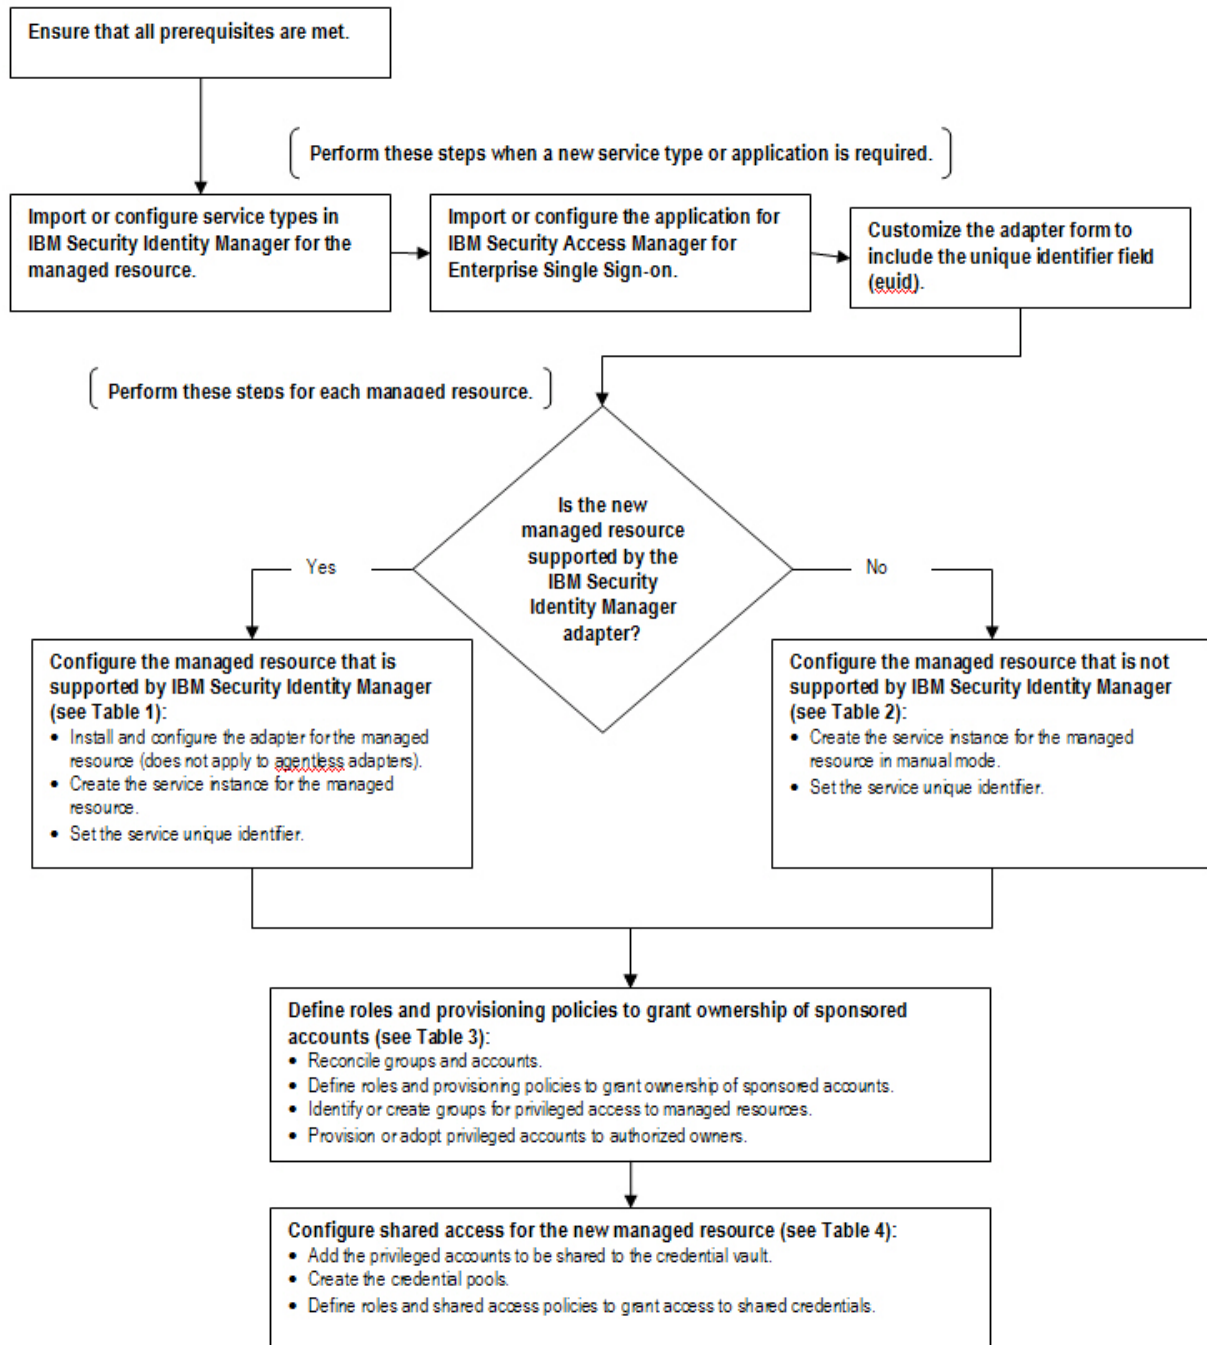 Ensure that all prerequisites are met.
Perform these steps when a new service type or application is required.
Import or configure service types in
IBM Security Identity Manager for the
managed resource.
Import or configure the application for
IBM Security Access Manager for
Enterprise Single Sign-on.
Customize the adapter form to
include the unique identifier field
(euid).
Perform these steps for each managed resource.
Is the new
managed resource
supported by the
IBM Security
Identity Manager
adapter?
Yes
No
Configure the managed resource that is
supported by IBM Security Identity Manager
(see Table 1):
• Install and configure the adapter for the managed
resource (does not apply to agentless adapters).
• Create the service instance for the managed
resource.
• Set the service unique identifier.
Configure the managed resource that is not
supported by IBM Security Identity Manager
(see Table 2):
• Create the service instance for the managed
resource in manual mode.
• Set the service unique identifier.
Define roles and provisioning policies to grant ownership of sponsored
accounts (see Table 3):
• Reconcile groups and accounts.
• Define roles and provisioning policies to grant ownership of sponsored accounts.
• Identify or create groups for privileged access to managed resources.
• Provision or adopt privileged accounts to authorized owners.
Configure shared access for the new managed resource (see Table 4):
• Add the privileged accounts to be shared to the credential vault.
• Create the credential pools.
• Define roles and shared access policies to grant access to shared credentials.